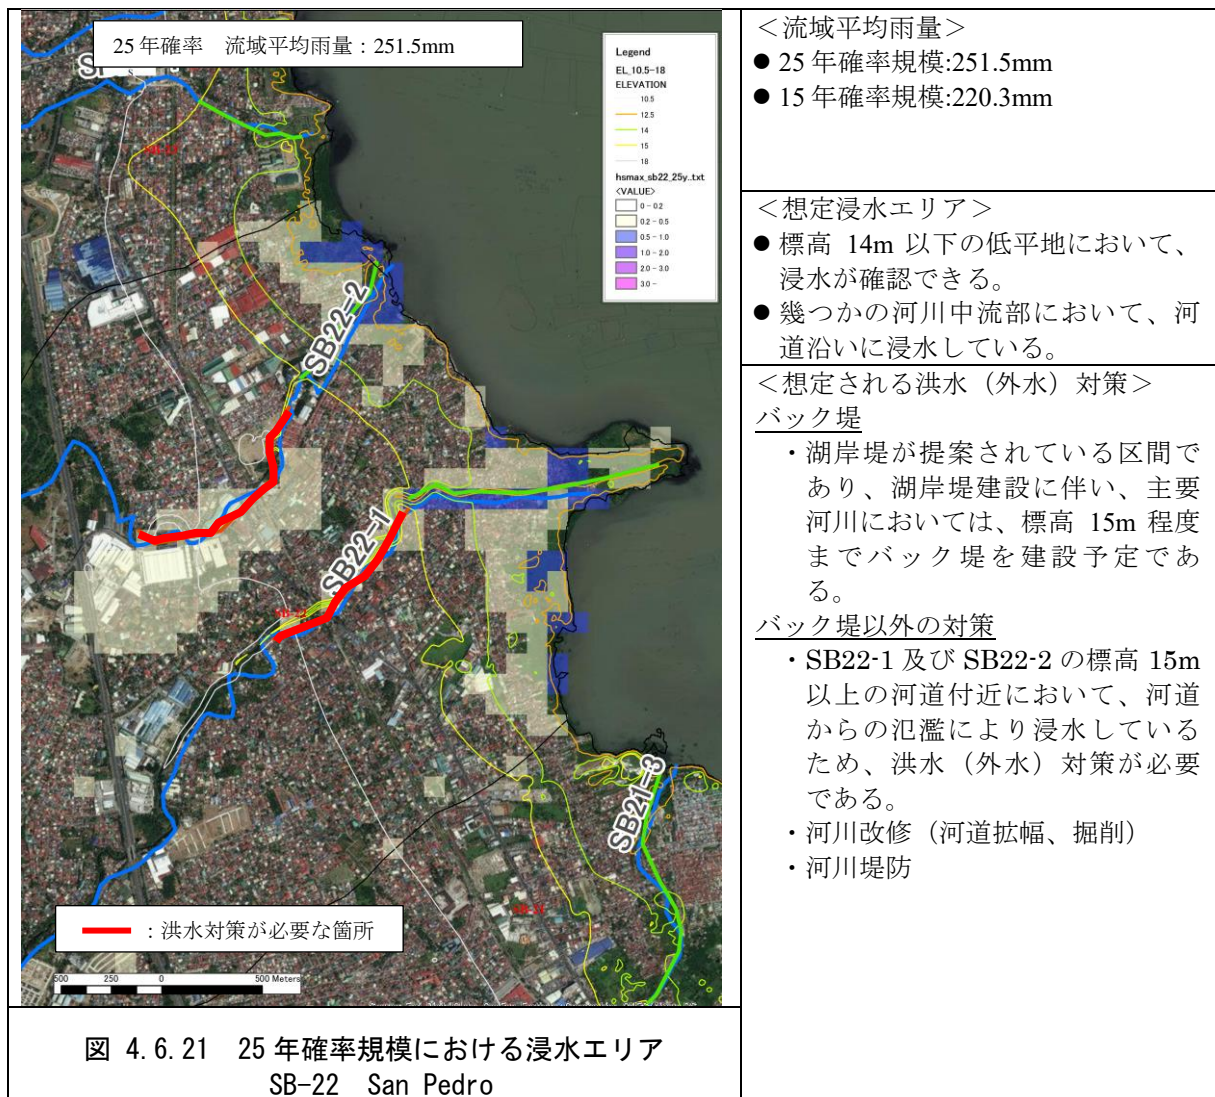 25 年確率　流域平均雨量：251.5mm
Legend
EL_10.5-18
ELEVATION
10.5
12.5
14
15
18
hsmax_sb22_25y..txt
<VALUE>
0 - 0.2
0.2 - 0.5
0.5 - 1.0
1.0 - 2.0
2.0 - 3.0
3.0 -
SB22-2
SB22-1
SB21-3
：洪水対策が必要な箇所
500 250 0 500 Meters
図 4.6.21　25 年確率規模における浸水エリア
SB-22　San Pedro
＜流域平均雨量＞
● 25 年確率規模:251.5mm
● 15 年確率規模:220.3mm
＜想定浸水エリア＞
● 標高 14m 以下の低平地において、
浸水が確認できる。
● 幾つかの河川中流部において、河
道沿いに浸水している。
＜想定される洪水（外水）対策＞
バック堤
・湖岸堤が提案されている区間で
あり、湖岸堤建設に伴い、主要
河川においては、標高 15m 程度
までバック堤を建設予定であ
る。
バック堤以外の対策
・SB22-1 及び SB22-2 の標高 15m
以上の河道付近において、河道
からの氾濫により浸水している
ため、洪水（外水）対策が必要
である。
・河川改修（河道拡幅、掘削）
・河川堤防